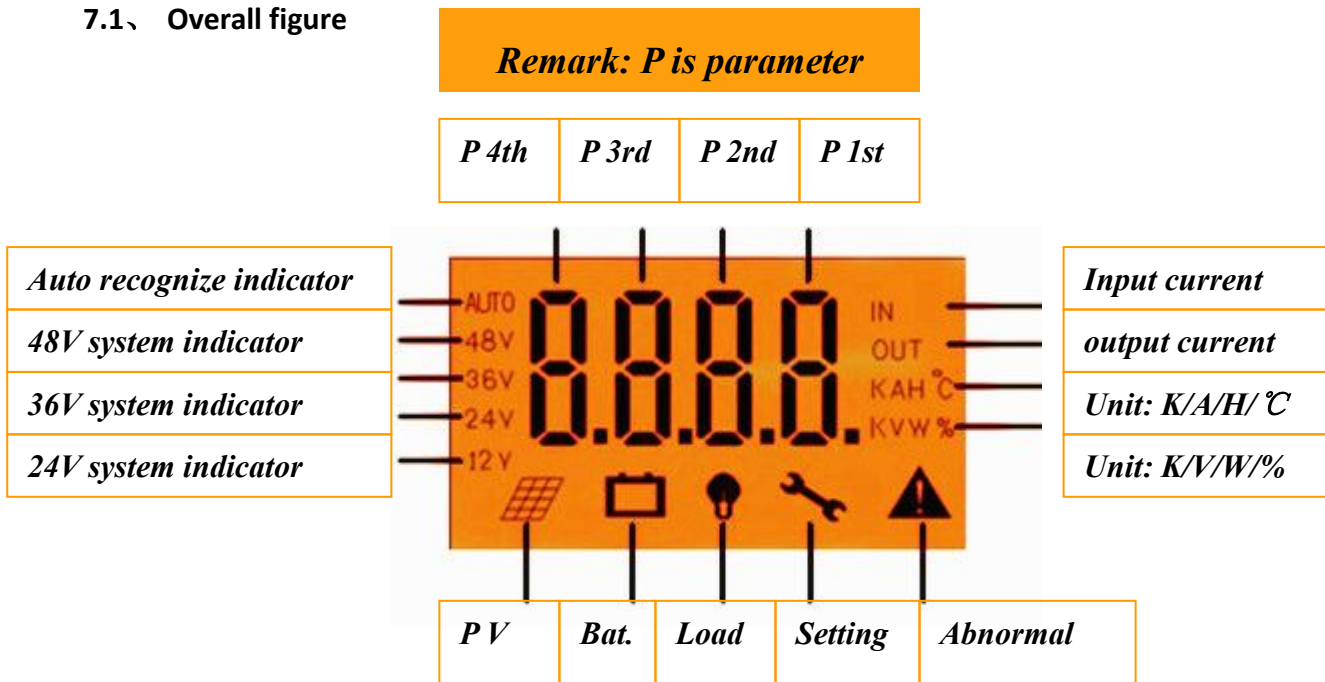 7.1、 Overall figure
Remark: P is parameter
P 4th P 3rd P 2nd P 1st
Auto recognize indicator
48V system indicator
36V system indicator
24V system indicator
AUTO
48V
36V
24V
12V
8.8.8.8.
IN
OUT
KAH℃
KVW%
Input current
output current
Unit: K/A/H/ ℃
Unit: K/V/W/%
P V Bat. Load Setting Abnormal